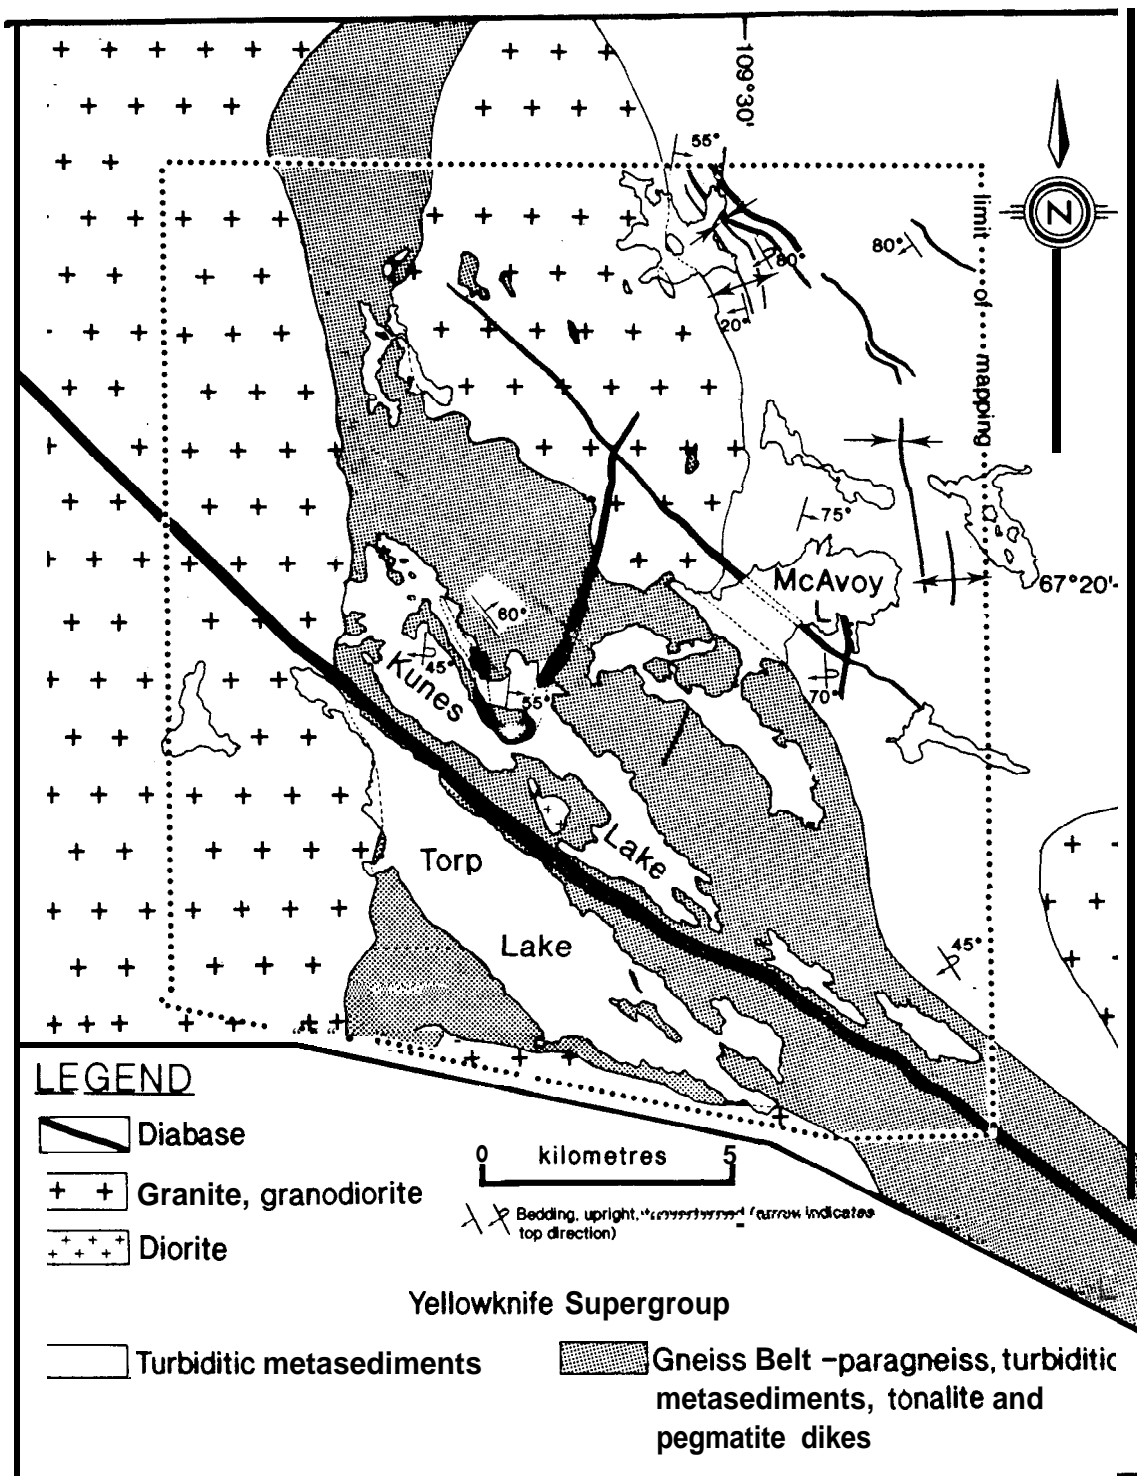 109°30'
55°
N
limit of mapping
80°
80°
20°
75°
McAvoy
L
67°20'
60°
45°
Kunes
55°
70°
Lake
Torp
Lake
45°
LEGEND
Diabase
0 kilometres 5
Granite, granodiorite
Bedding, upright, (arrow indicates
top direction)
Diorite
Yellowknife Supergroup
Turbiditic metasediments
Gneiss Belt - paragneiss, turbiditic
metasediments, tonalite and
pegmatite dikes